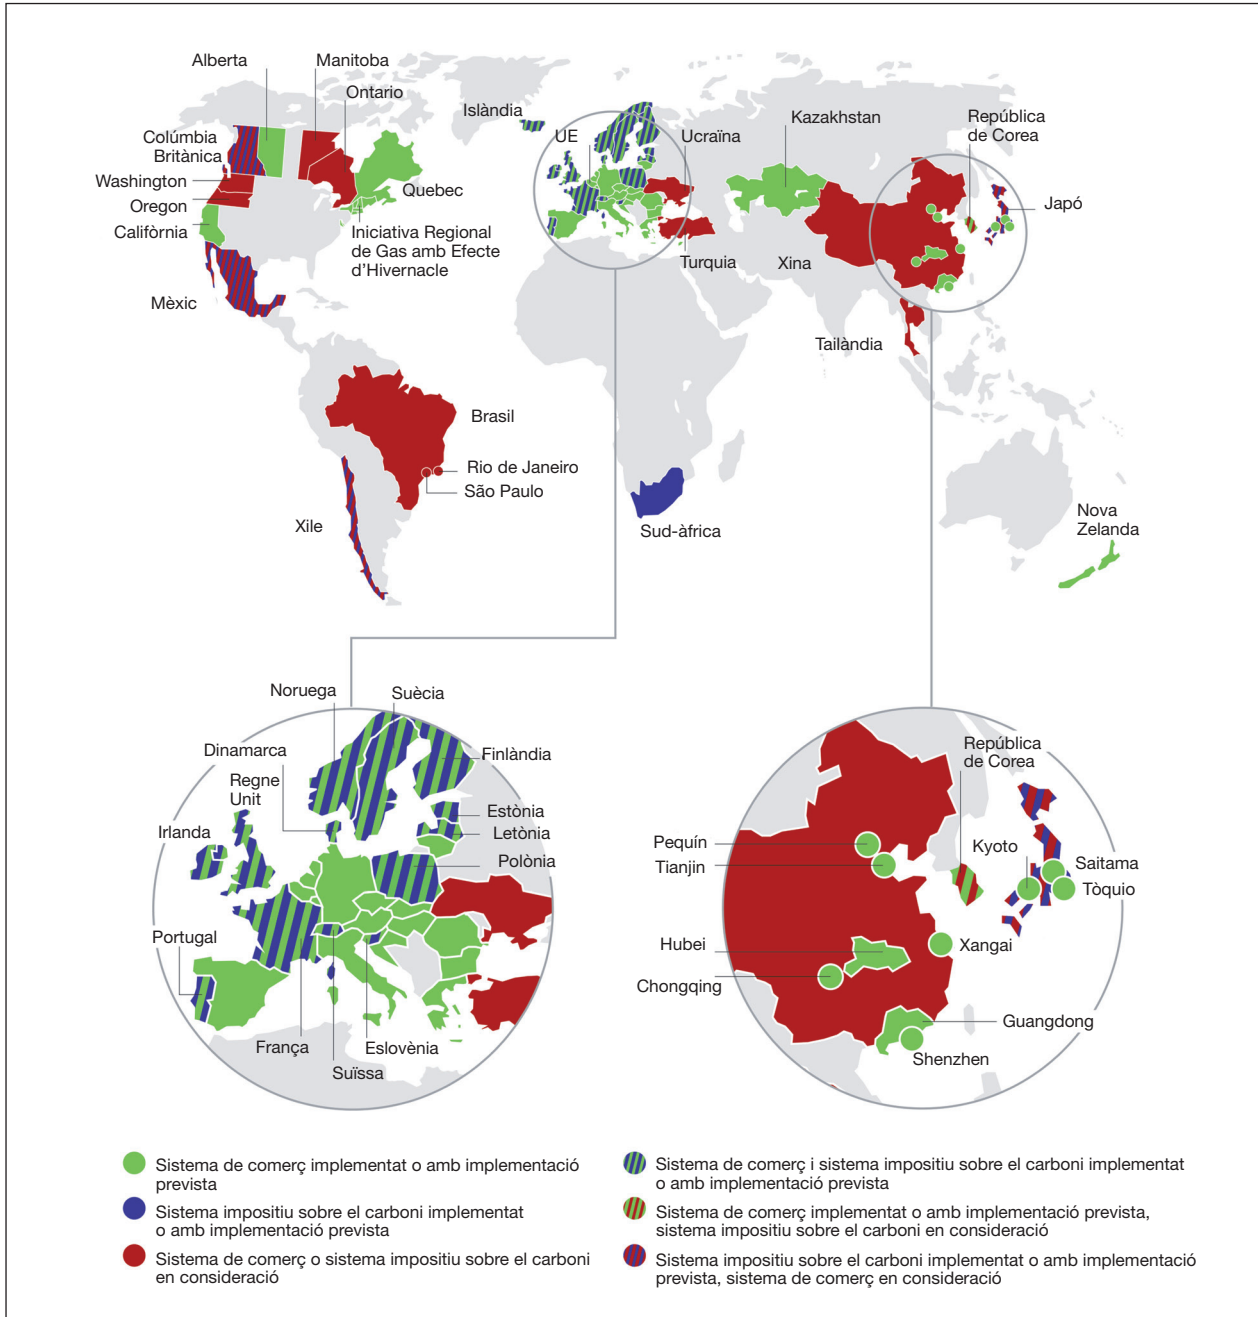 Alberta
Manitoba
Ontario
Colúmbia
Britànica
Washington
Oregon
Califòrnia
Quebec
Iniciativa Regional
de Gas amb Efecte
d'Hivernacle
Mèxic
Islàndia
UE
Ucraïna
Turquia
Kazakhstan
República
de Corea
Japó
Xina
Tailàndia
Brasil
Rio de Janeiro
São Paulo
Xile
Sud-àfrica
Nova
Zelanda
Noruega
Suècia
Dinamarca
Finlàndia
Regne
Unit
Irlanda
Estònia
Letònia
Polònia
Portugal
França
Suïssa
Eslovènia
República
de Corea
Pequín
Tianjin
Kyoto
Saitama
Tòquio
Hubei
Xangai
Chongqing
Guangdong
Shenzhen
Sistema de comerç implementat o amb implementació
prevista
Sistema impositiu sobre el carboni implementat
o amb implementació prevista
Sistema de comerç o sistema impositiu sobre el carboni
en consideració
Sistema de comerç i sistema impositiu sobre el carboni implementat
o amb implementació prevista
Sistema de comerç implementat o amb implementació prevista,
sistema impositiu sobre el carboni en consideració
Sistema impositiu sobre el carboni implementat o amb implementació
prevista, sistema de comerç en consideració